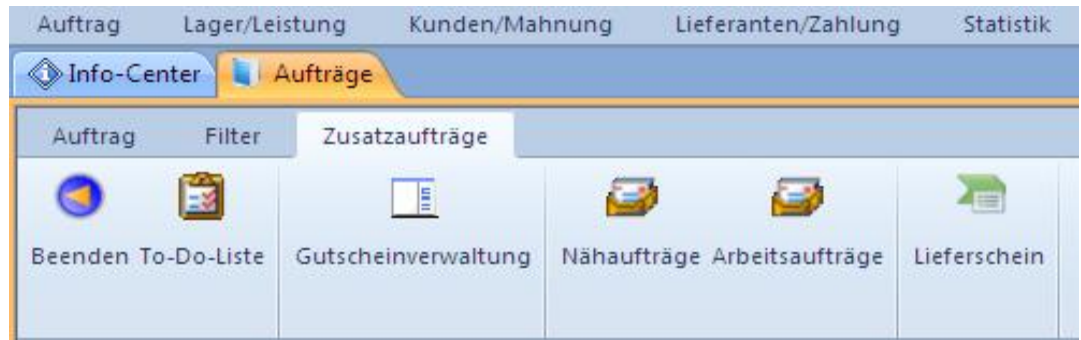 Auftrag Lager/Leistung Kunden/Mahnung Lieferanten/Zahlung Statistik
Info-Center Aufträge
Auftrag Filter Zusatzaufträge
Beenden To-Do-Liste Gutscheinverwaltung Nähaufträge Arbeitsaufträge Lieferschein